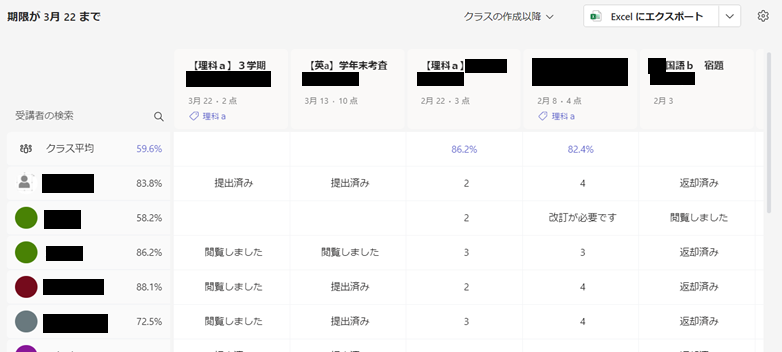 期限が 3月 22 まで
クラスの作成以降
Excel にエクスポート
【理科a】３学期
【英a】学年末考査
【理科a】
国語ｂ 宿題
3月 22 • 2 点
3月 13 • 10 点
2月 22 • 3 点
2月 8 • 4 点
2月 3
受講者の検索
理科 a
理科 a
クラス平均 59.6% 86.2% 82.4%
83.8% 提出済み 提出済み 2 4 返却済み
58.2% 2 改訂が必要です 閲覧しました
86.2% 閲覧しました 閲覧しました 3 3 返却済み
88.1% 閲覧しました 提出済み 2 4 返却済み
72.5% 閲覧しました 提出済み 3 4 返却済み